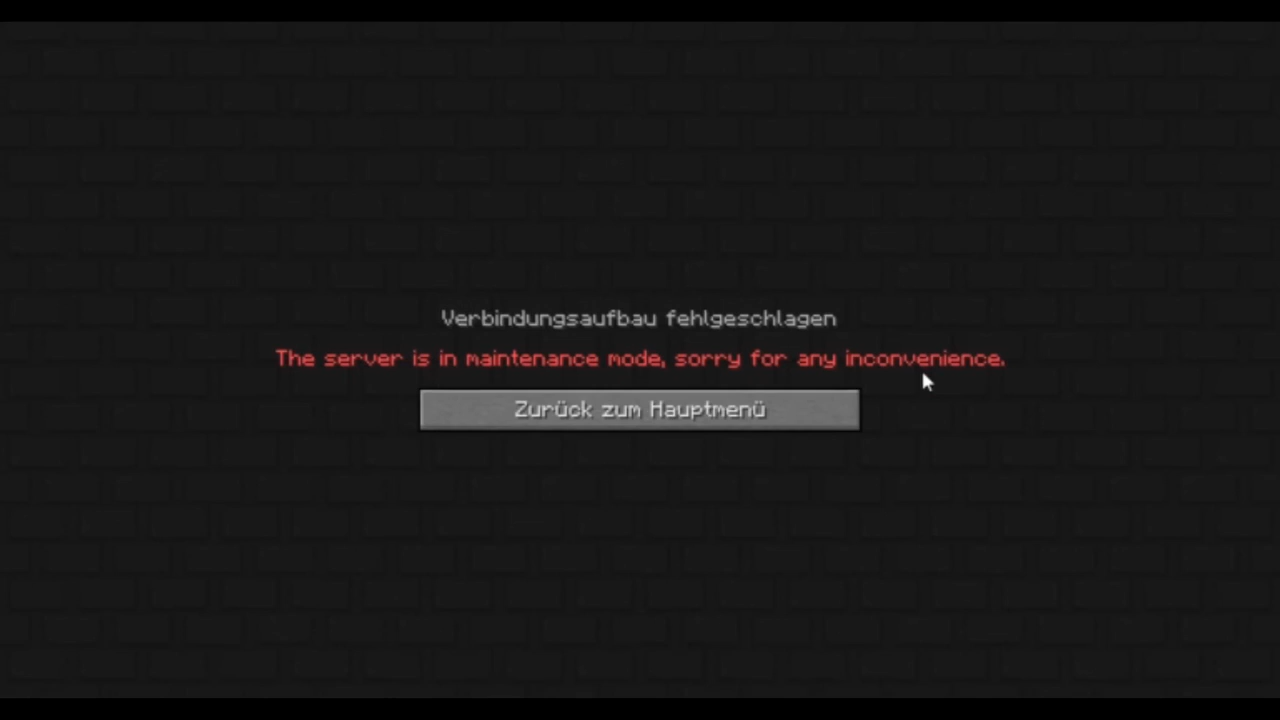 Verbindungsaufbau fehlgeschlagen
The server is in maintenance mode, sorry for any inconvenience.
Zurück zum Hauptmenü